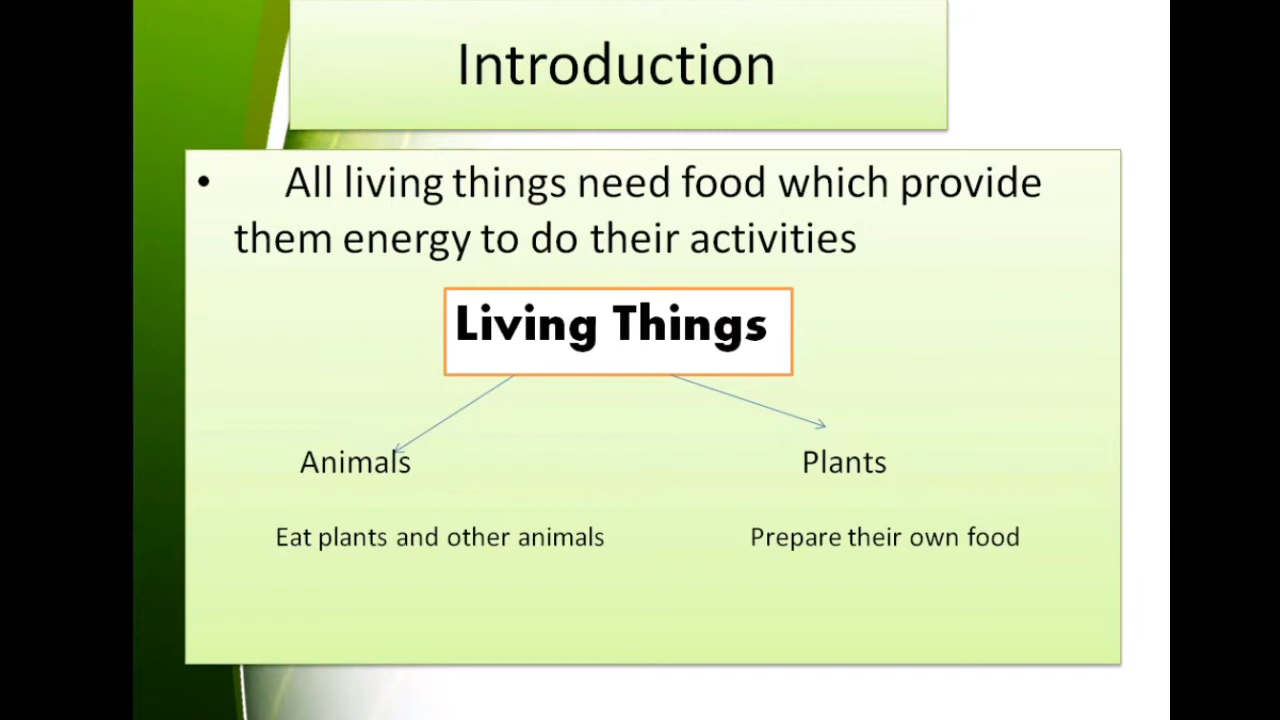 Introduction
• All living things need food which provide
them energy to do their activities
Living Things
Animals
Plants
Eat plants and other animals
Prepare their own food